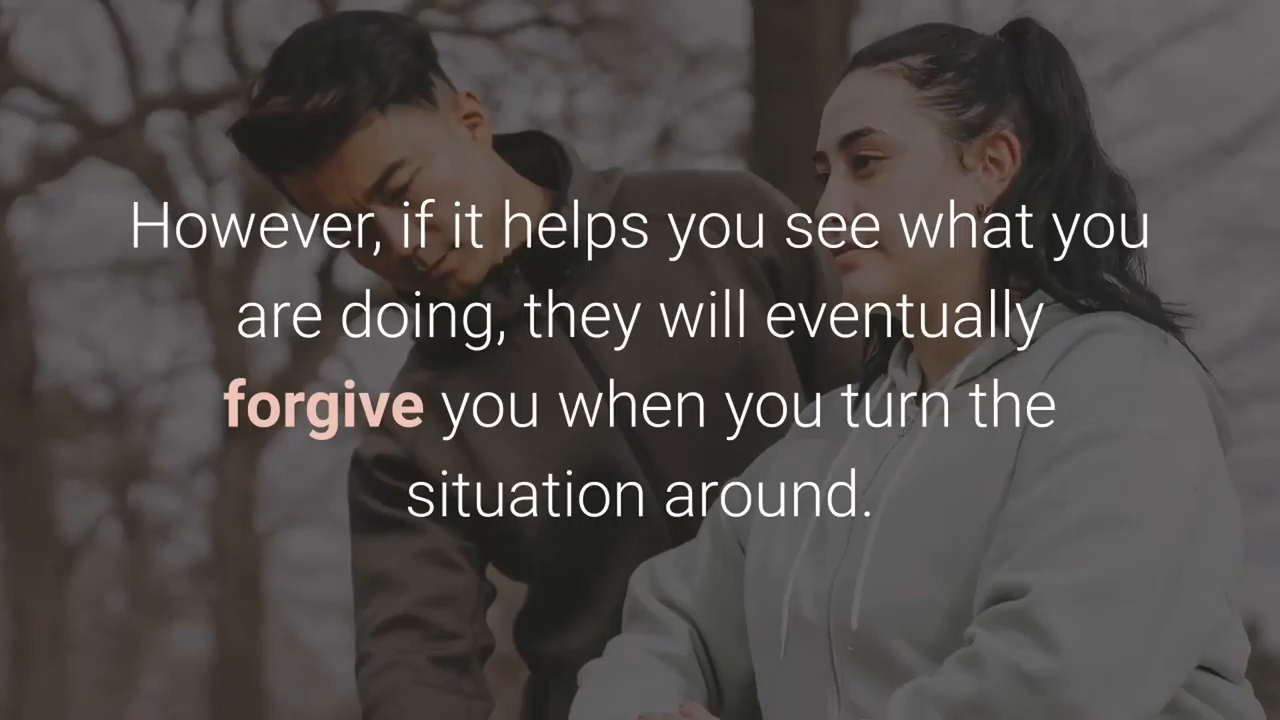 However, if it helps you see what you
are doing, they will eventually
forgive you when you turn the
situation around.